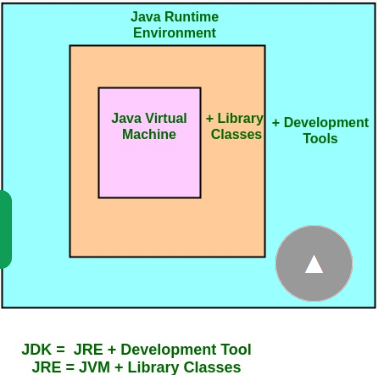 Java Runtime
Environment
Java Virtual
Machine
+ Library
Classes
+ Development
Tools
JDK = JRE + Development Tool
JRE = JVM + Library Classes